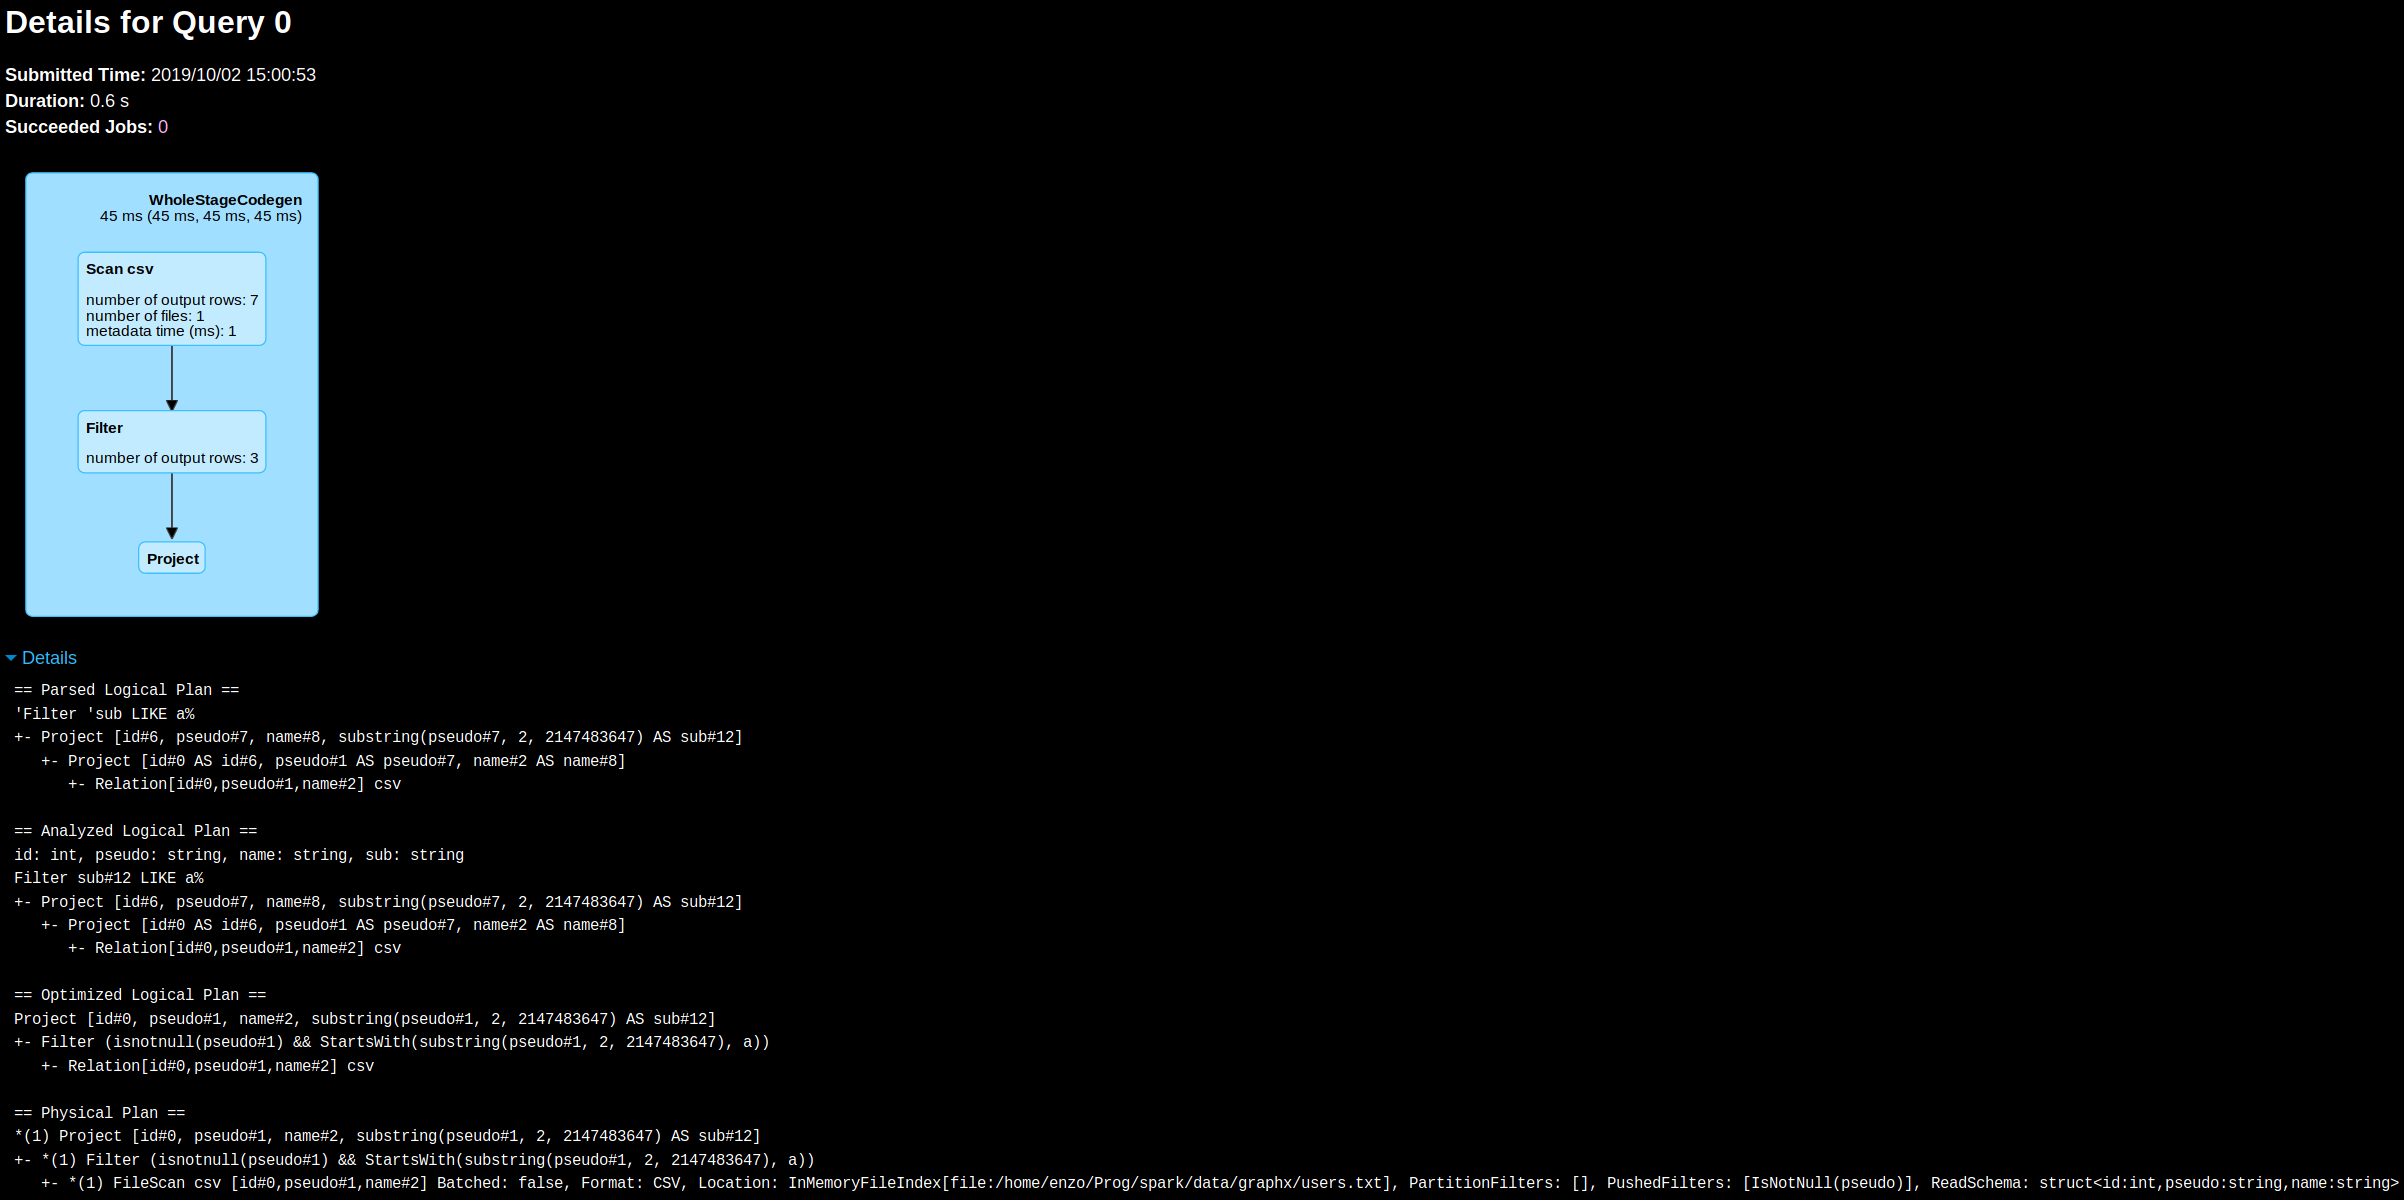 Details for Query 0
Submitted Time: 2019/10/02 15:00:53
Duration: 0.6 s
Succeeded Jobs: 0
WholeStageCodegen
45 ms (45 ms, 45 ms, 45 ms)
Scan csv
number of output rows: 7
number of files: 1
metadata time (ms): 1
Filter
number of output rows: 3
Project
Details
== Parsed Logical Plan ==
'Filter 'sub LIKE a%
+- Project [id#6, pseudo#7, name#8, substring(pseudo#7, 2, 2147483647) AS sub#12]
   +- Project [id#0 AS id#6, pseudo#1 AS pseudo#7, name#2 AS name#8]
      +- Relation[id#0,pseudo#1,name#2] csv

== Analyzed Logical Plan ==
id: int, pseudo: string, name: string, sub: string
Filter sub#12 LIKE a%
+- Project [id#6, pseudo#7, name#8, substring(pseudo#7, 2, 2147483647) AS sub#12]
   +- Project [id#0 AS id#6, pseudo#1 AS pseudo#7, name#2 AS name#8]
      +- Relation[id#0,pseudo#1,name#2] csv

== Optimized Logical Plan ==
Project [id#0, pseudo#1, name#2, substring(pseudo#1, 2, 2147483647) AS sub#12]
+- Filter (isnotnull(pseudo#1) && StartsWith(substring(pseudo#1, 2, 2147483647), a))
   +- Relation[id#0,pseudo#1,name#2] csv

== Physical Plan ==
*(1) Project [id#0, pseudo#1, name#2, substring(pseudo#1, 2, 2147483647) AS sub#12]
+- *(1) Filter (isnotnull(pseudo#1) && StartsWith(substring(pseudo#1, 2, 2147483647), a))
   +- *(1) FileScan csv [id#0,pseudo#1,name#2] Batched: false, Format: CSV, Location: InMemoryFileIndex[file:/home/enzo/Prog/spark/data/graphx/users.txt], PartitionFilters: [], PushedFilters: [IsNotNull(pseudo)], ReadSchema: struct<id:int,pseudo:string,name:string>